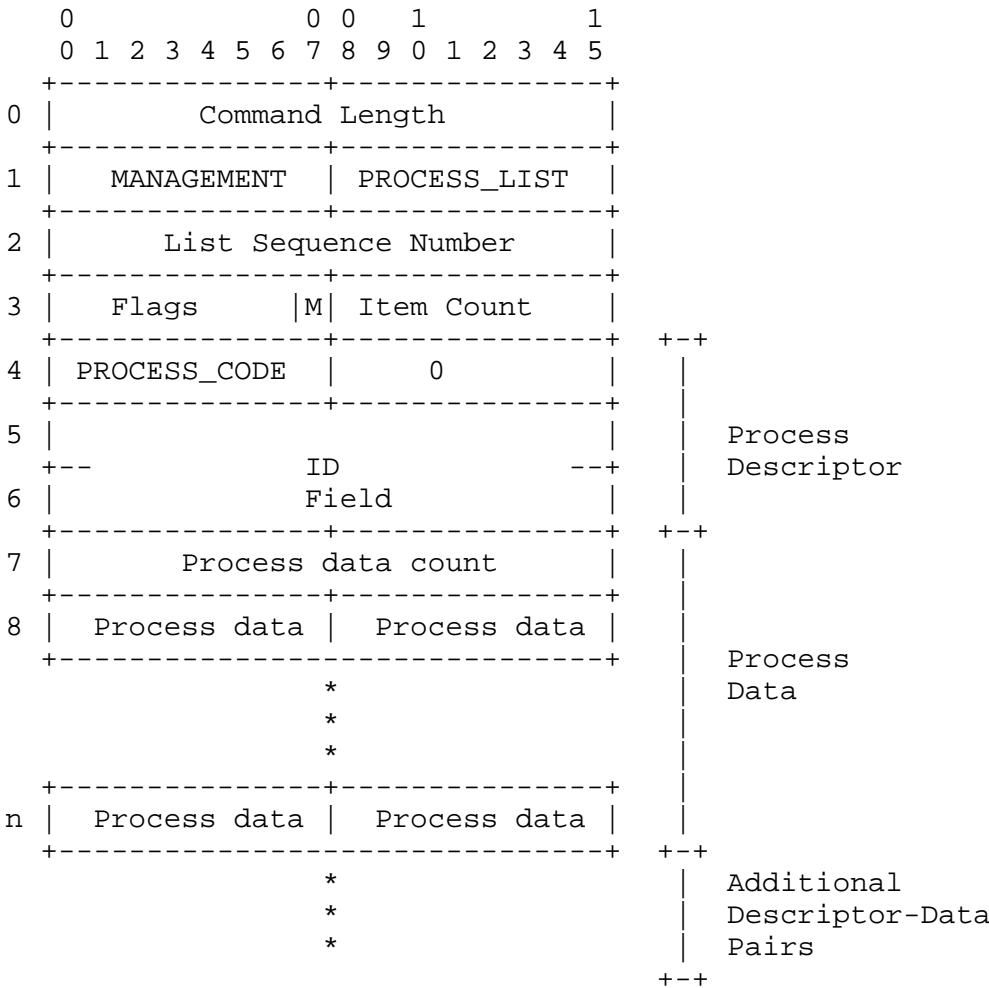 0             0 0   1         1
0 1 2 3 4 5 6 7 8 9 0 1 2 3 4 5
+---------------+---------------+
0 |        Command Length         |
+---------------+---------------+
1 |   MANAGEMENT  | PROCESS_LIST  |
+---------------+---------------+
2 |      List Sequence Number     |
+---------------+---------------+
3 |   Flags     |M| Item Count    |
+---------------+---------------+  +-+
4 | PROCESS_CODE  |     0         |   |
+---------------+---------------+   |
5 |                               |   |  Process
+--            ID             --+   |  Descriptor
6 |              Field            |   |
+---------------+---------------+  +-+
7 |       Process data count      |   |
+---------------+---------------+   |
8 |  Process data |  Process data |   |
+-------------------------------+   |  Process
*                   |  Data
*                   |
*                   |
+---------------+---------------+   |
n |  Process data |  Process data |   |
+-------------------------------+  +-+
*                   |  Additional
*                   |  Descriptor-Data
*                   |  Pairs
+-+